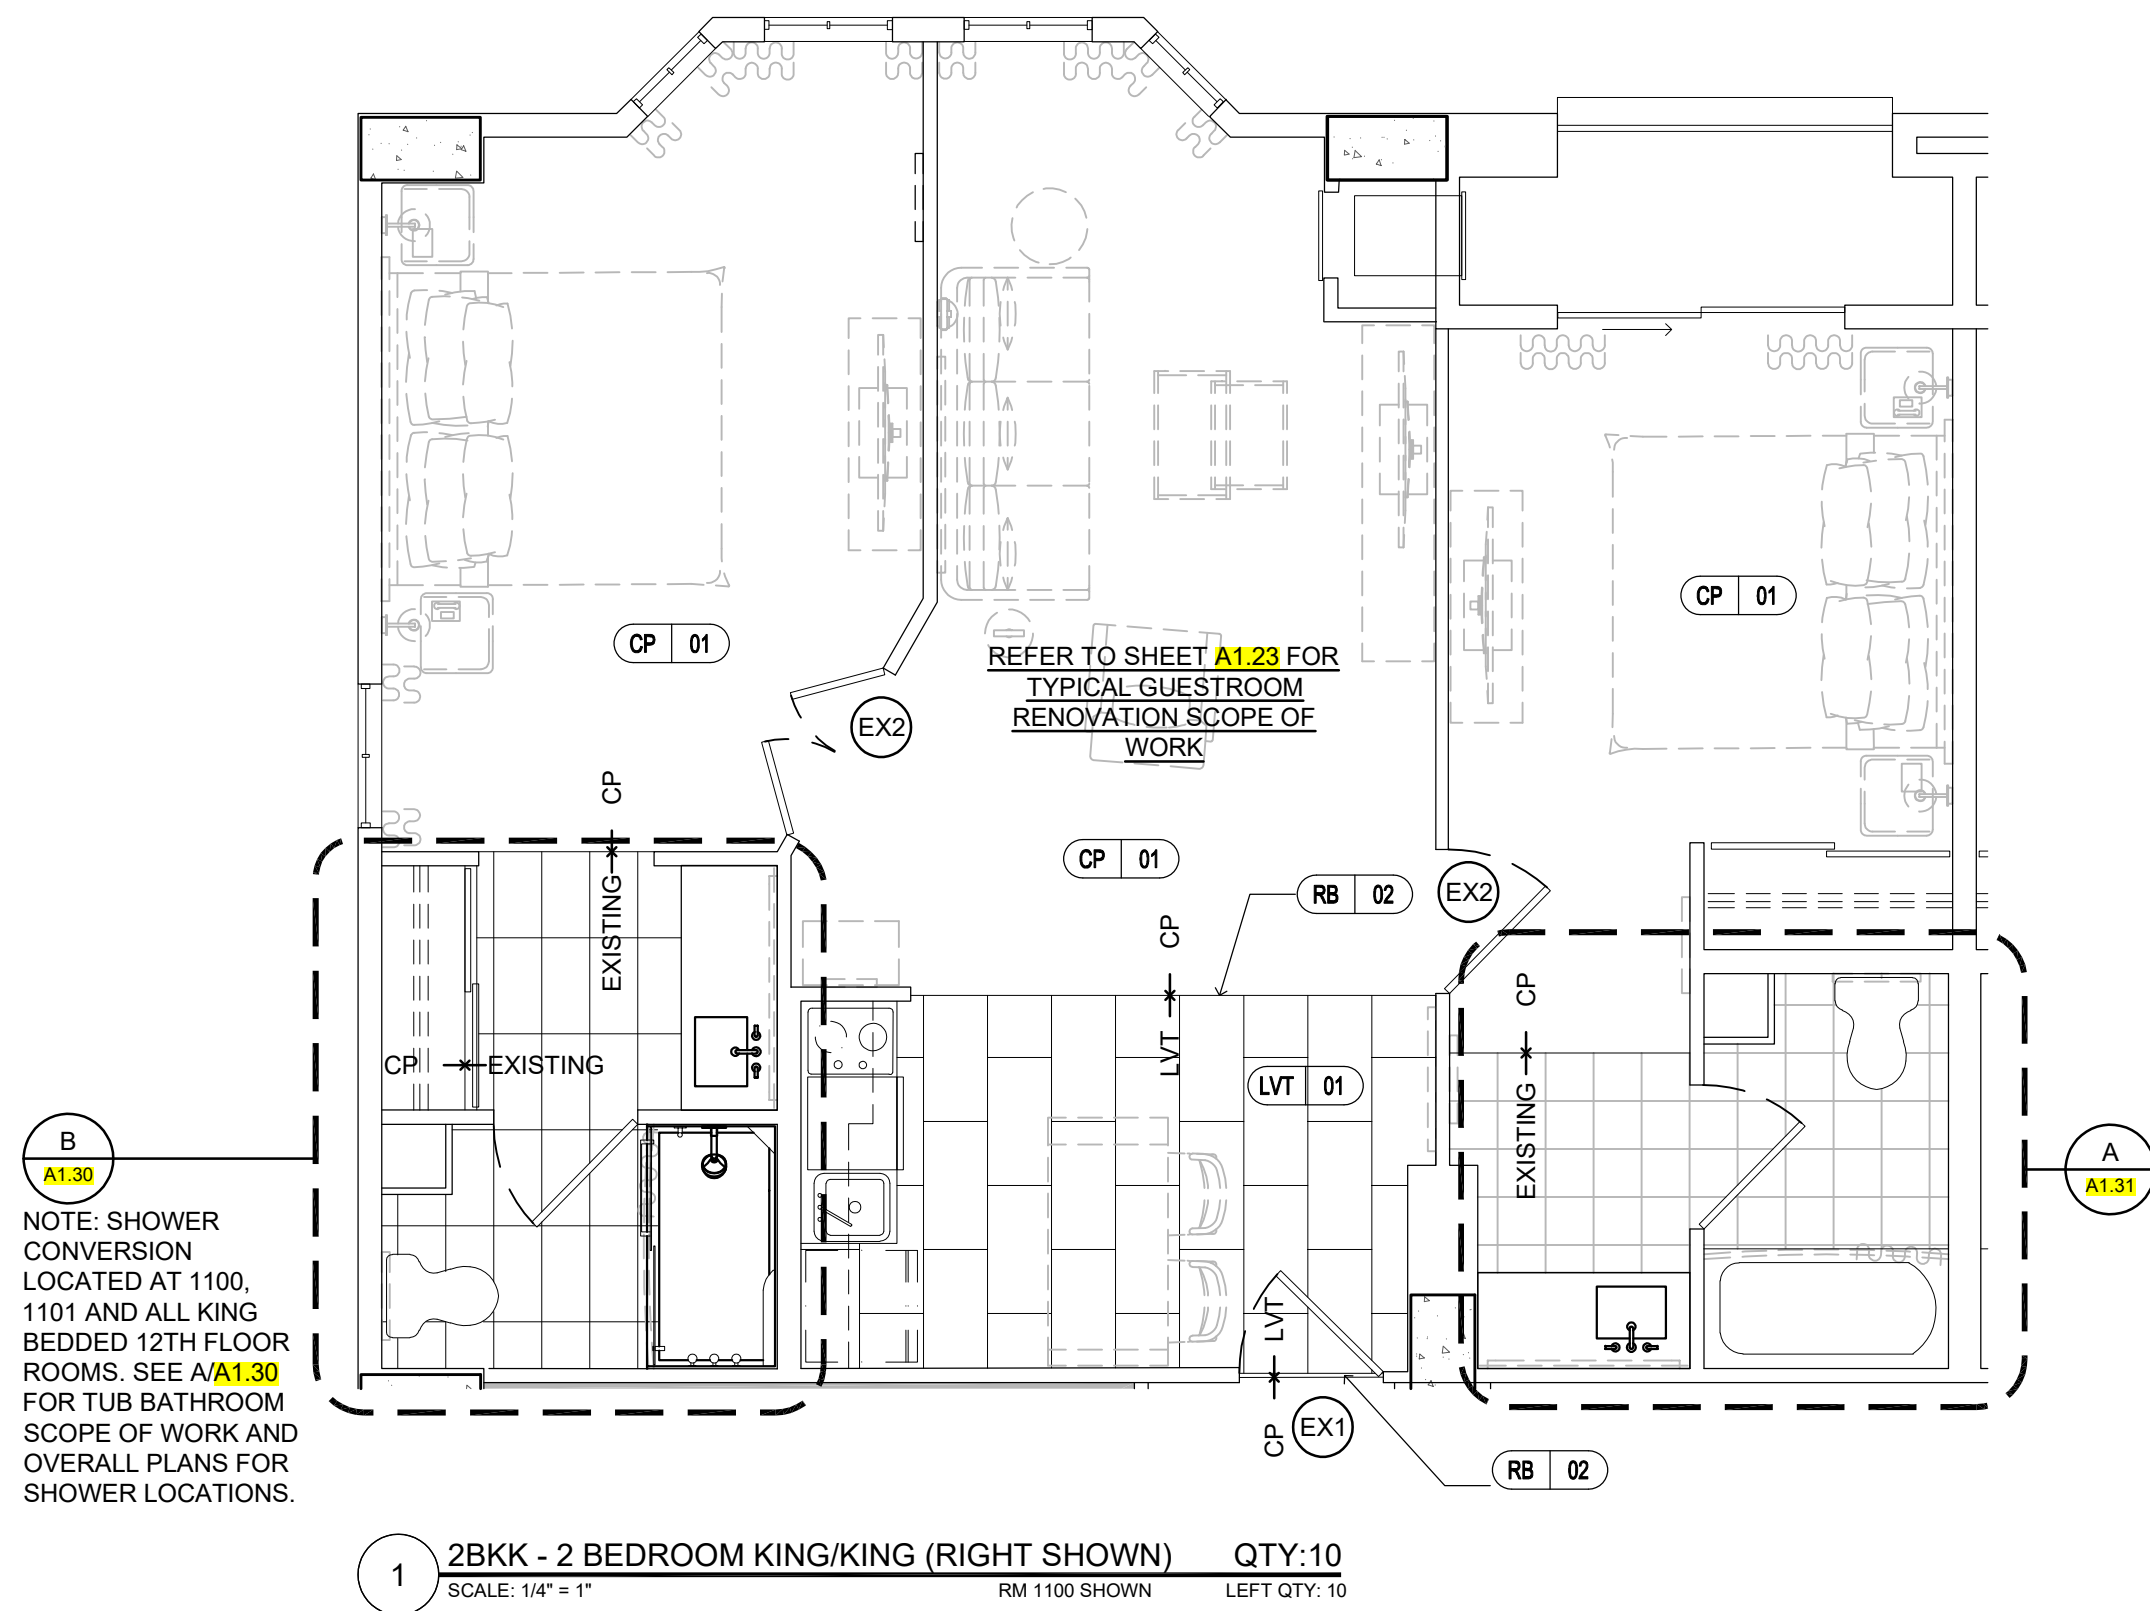 CP 01
CP 01
REFER TO SHEET A1.23 FOR
TYPICAL GUESTROOM
RENOVATION SCOPE OF
WORK
EX2
CP
EXISTING
CP 01
RB 02
EX2
CP
LVT
CP
EXISTING
CP
EXISTING
LVT 01
B
A1.30
NOTE: SHOWER
CONVERSION
LOCATED AT 1100,
1101 AND ALL KING
BEDDED 12TH FLOOR
ROOMS. SEE A/A1.30
FOR TUB BATHROOM
SCOPE OF WORK AND
OVERALL PLANS FOR
SHOWER LOCATIONS.
A
A1.31
LVT
CP
EX1
RB 02
1
2BKK - 2 BEDROOM KING/KING (RIGHT SHOWN) QTY:10
SCALE: 1/4" = 1" RM 1100 SHOWN LEFT QTY: 10